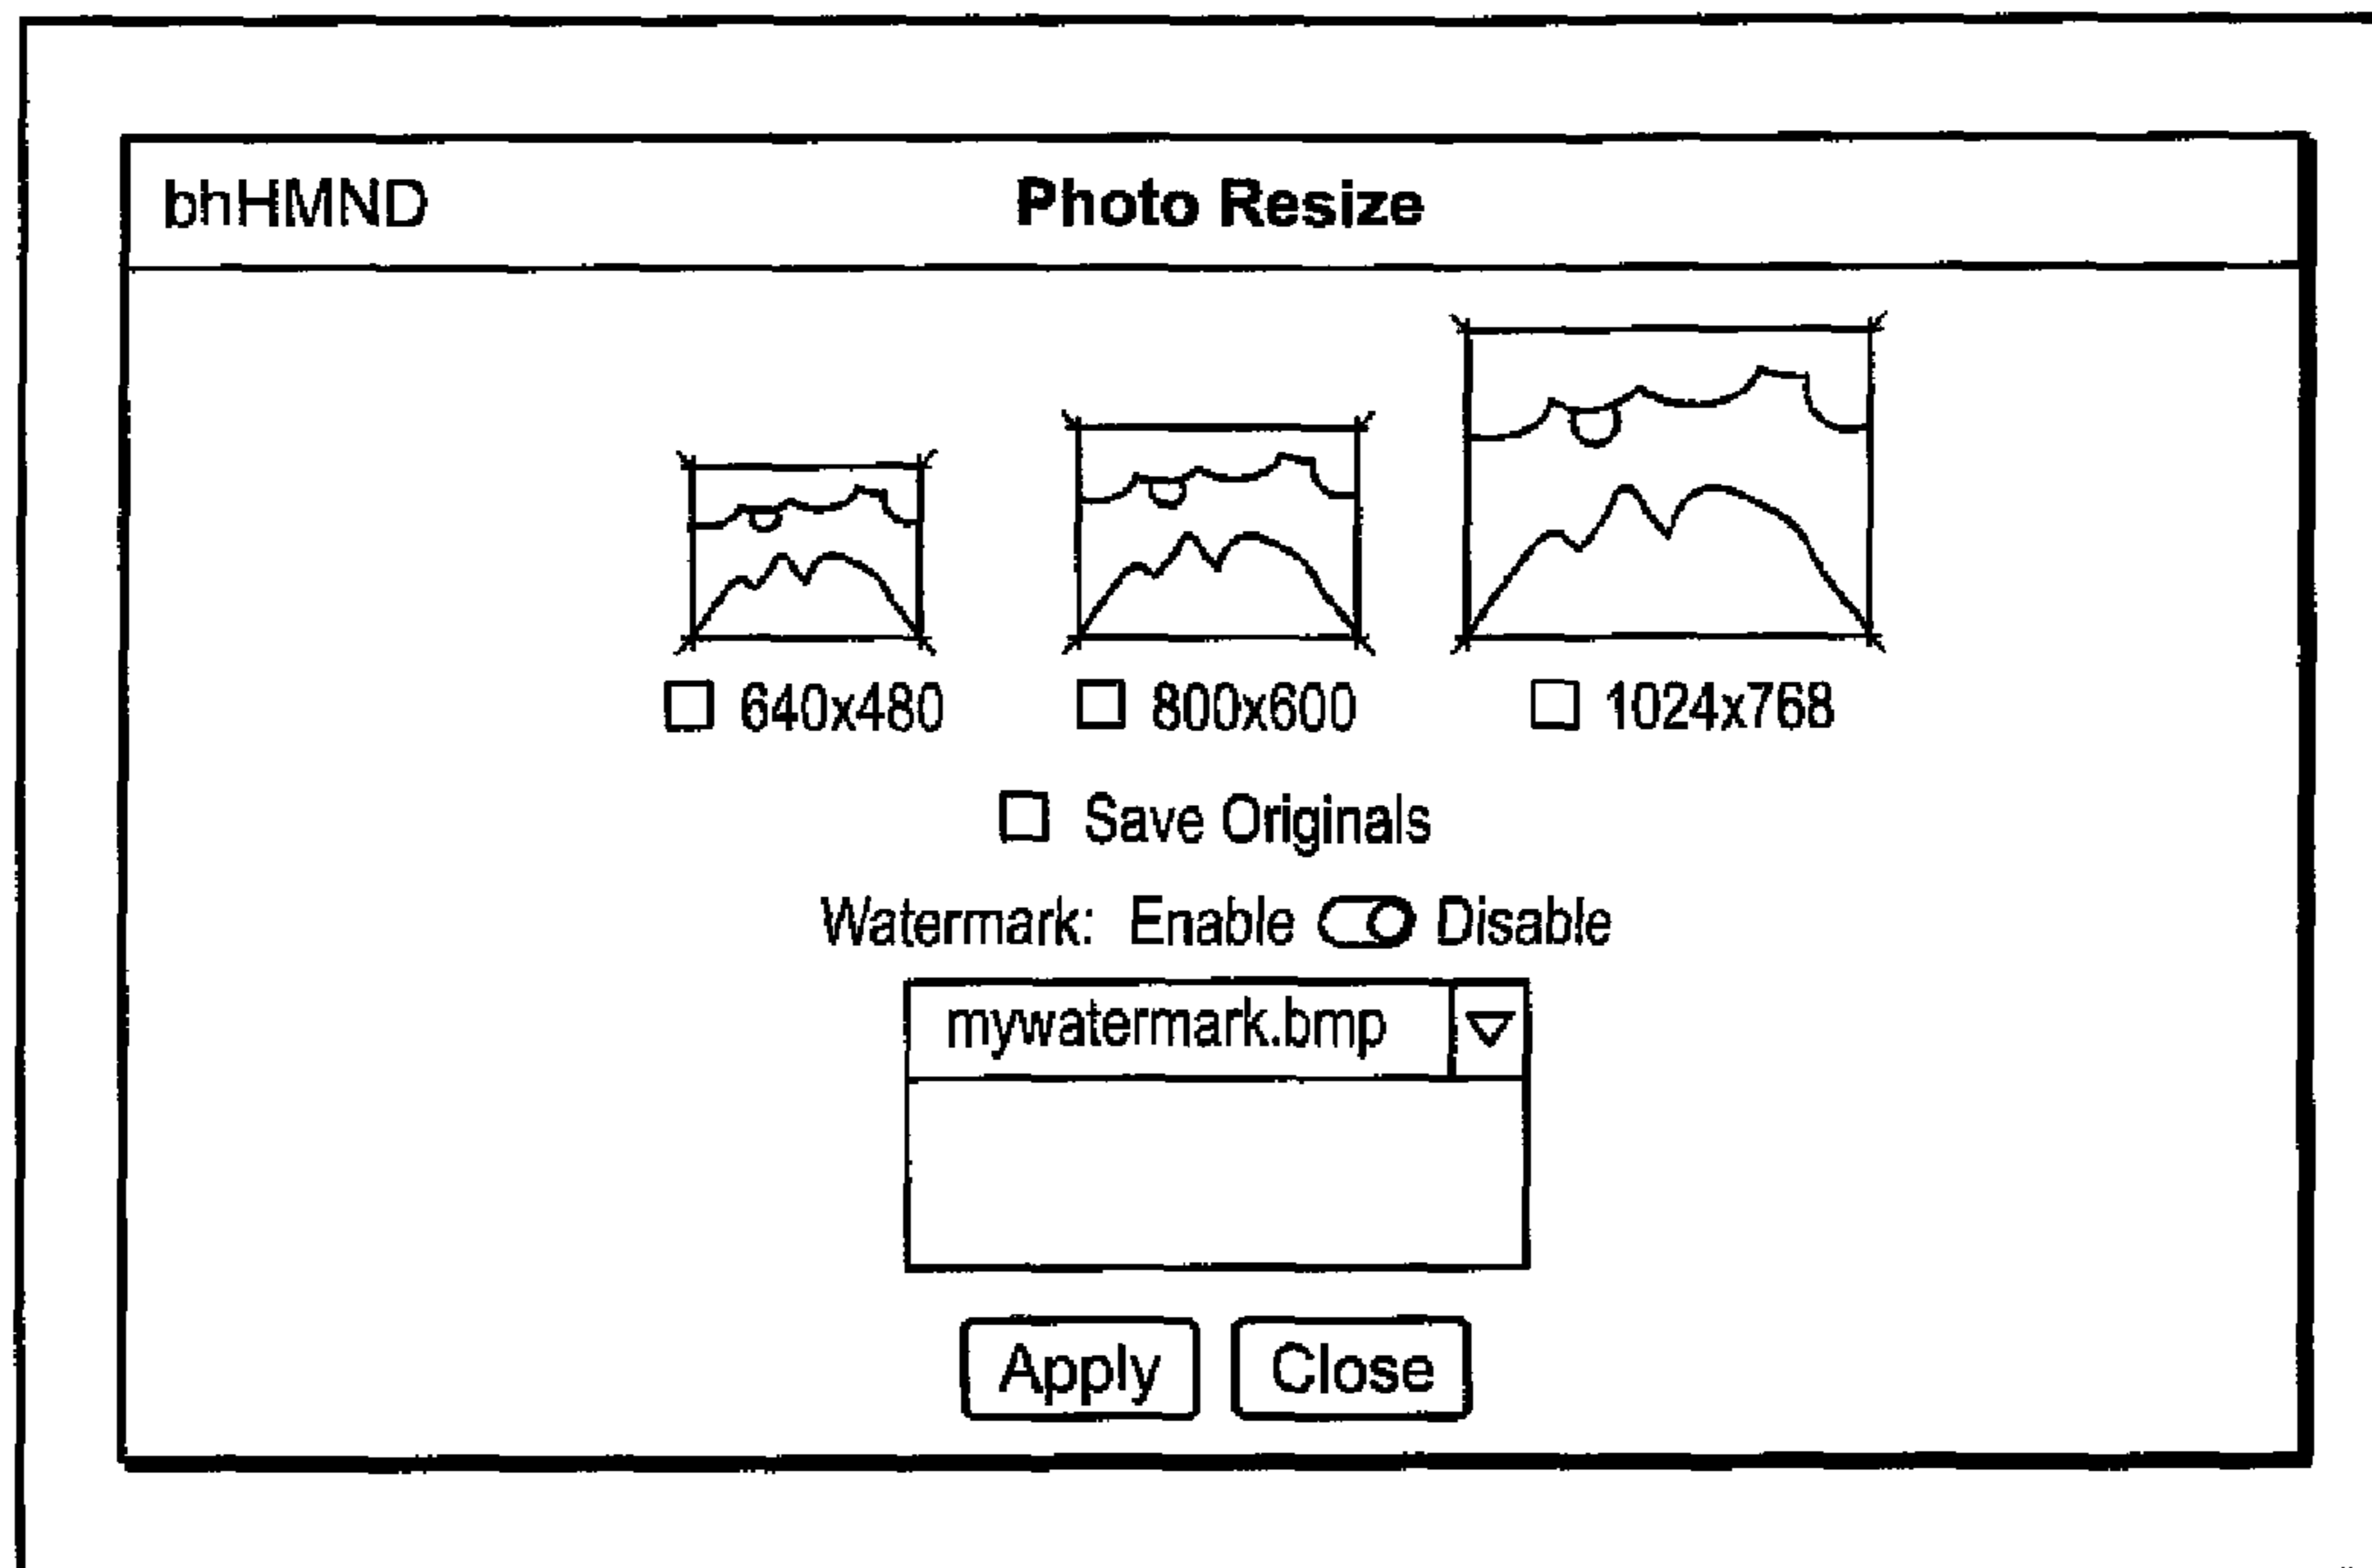 bhHMND Photo Resize
640x480 800x600 1024x768
Save Originals
Watermark: Enable Disable
mywatermark.bmp
Apply Close